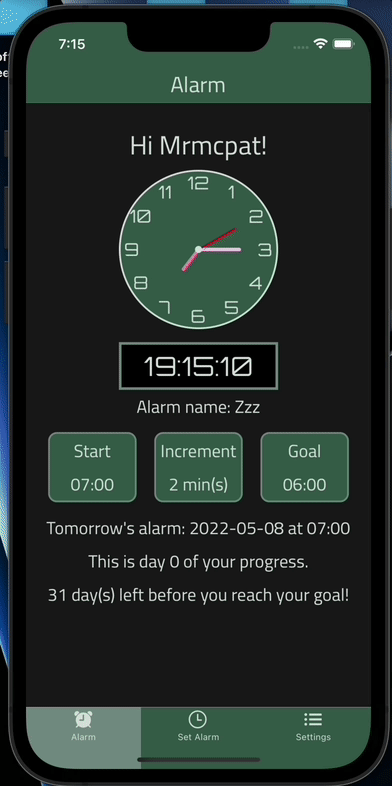 7:15
Alarm
Hi Mrmcpat!
12
11 1
10 2
9 3
8 4
7 5
6
19:15:10
Alarm name: Zzz
Start Increment Goal
07:00 2 min(s) 06:00
Tomorrow's alarm: 2022-05-08 at 07:00
This is day 0 of your progress.
31 day(s) left before you reach your goal!
Alarm Set Alarm Settings